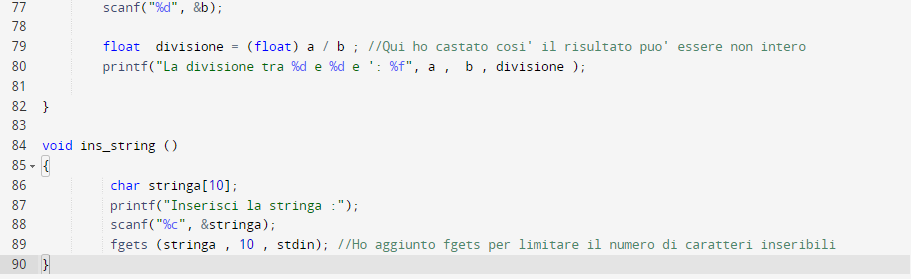 77 scanf("%d", &b);
78
79 float divisione = (float) a / b ; //Qui ho castato cosi' il risultato puo' essere non intero
80 printf("La divisione tra %d e %d e ': %f", a , b , divisione );
81
82 }
83
84 void ins_string ()
85 {
86 char stringa[10];
87 printf("Inserisci la stringa :");
88 scanf("%c", &stringa);
89 fgets (stringa , 10 , stdin); //Ho aggiunto fgets per limitare il numero di caratteri inseribili
90 }